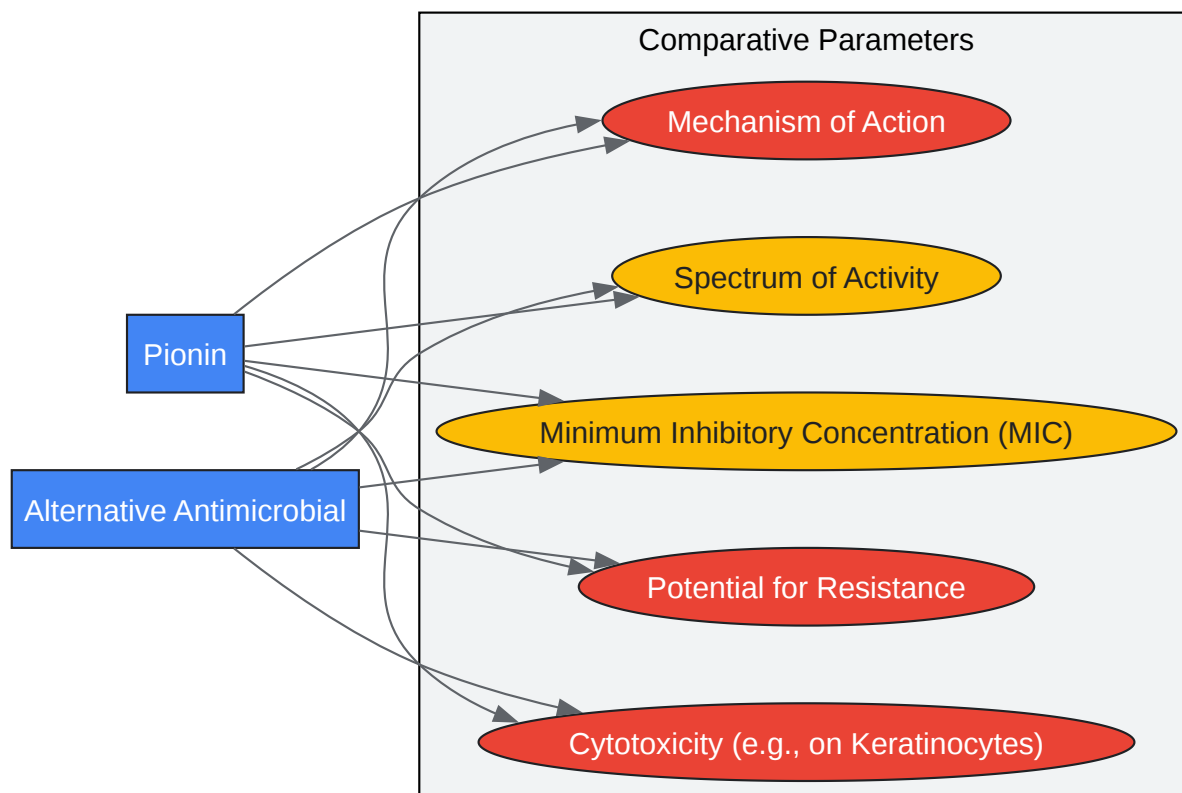 Comparative Parameters
Mechanism of Action
Spectrum of Activity
Pionin
Minimum Inhibitory Concentration (MIC)
Alternative Antimicrobial
Potential for Resistance
Cytotoxicity (e.g., on Keratinocytes)